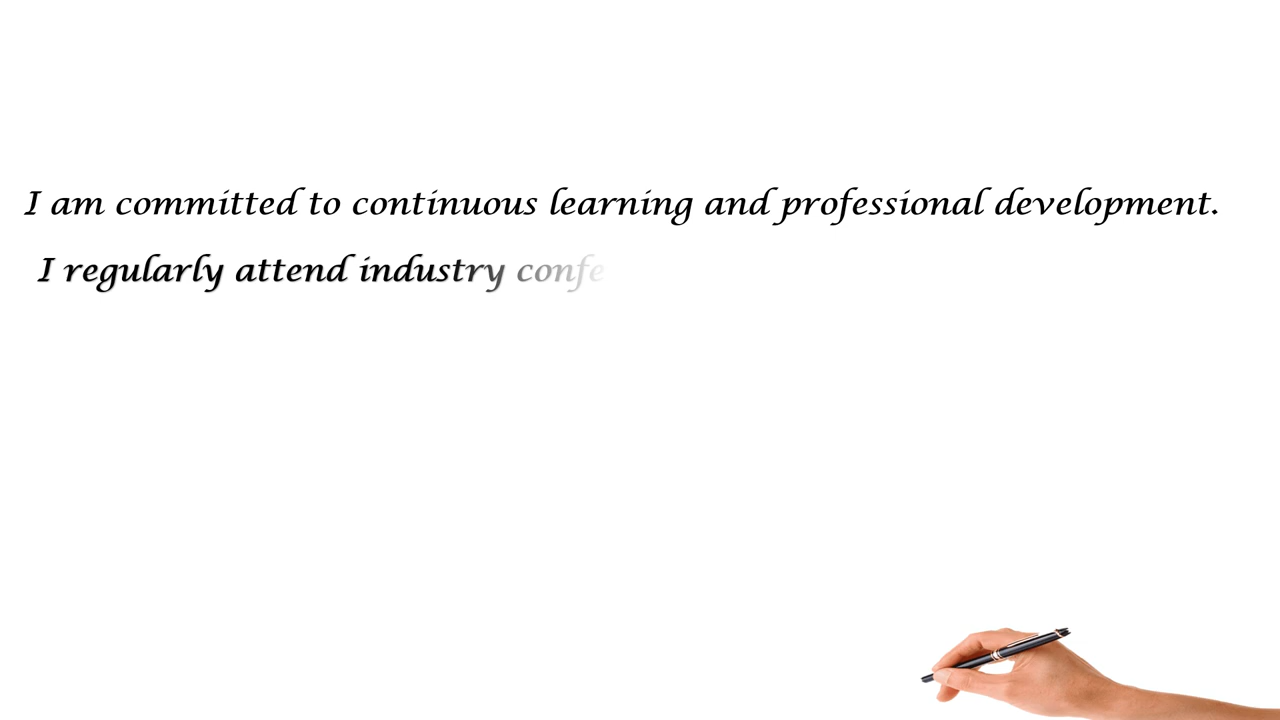 I am committed to continuous learning and professional development.
I regularly attend industry confe